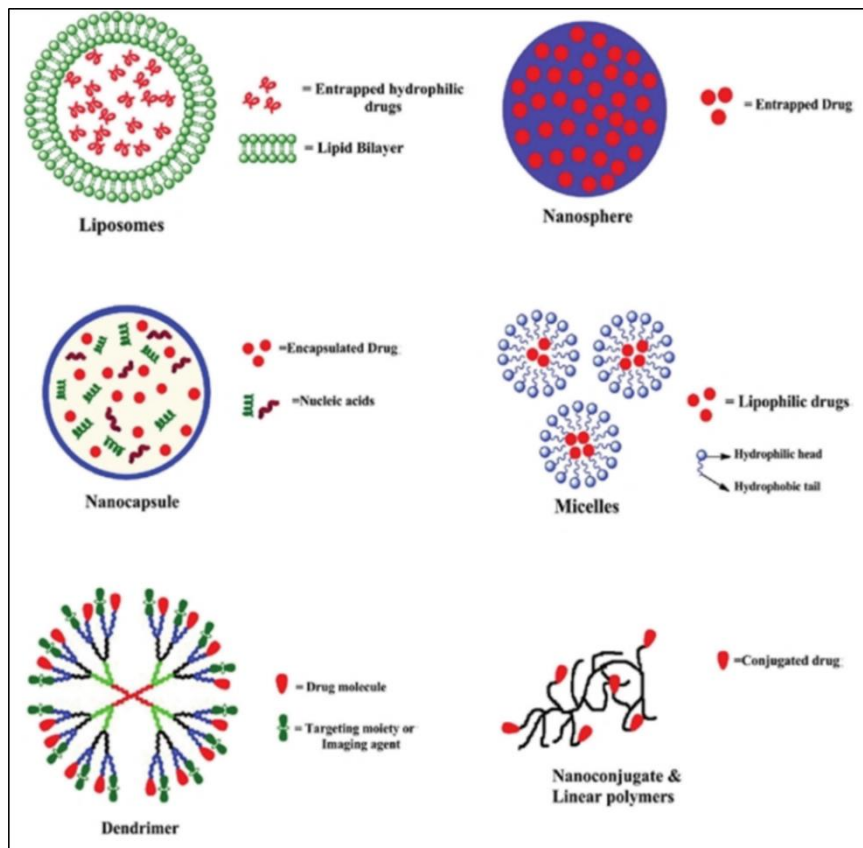 = Entrapped hydrophilic
drugs
= Lipid Bilayer
Liposomes
= Entrapped Drug
Nanosphere
=Encapsulated Drug
=Nucleic acids
Nanocapsule
= Lipophilic drugs
Hydrophilic head
Hydrophobic tail
Micelles
= Drug molecule
= Targeting moiety or
Imaging agent
Dendrimer
=Conjugated drug
Nanoconjugate &
Linear polymers